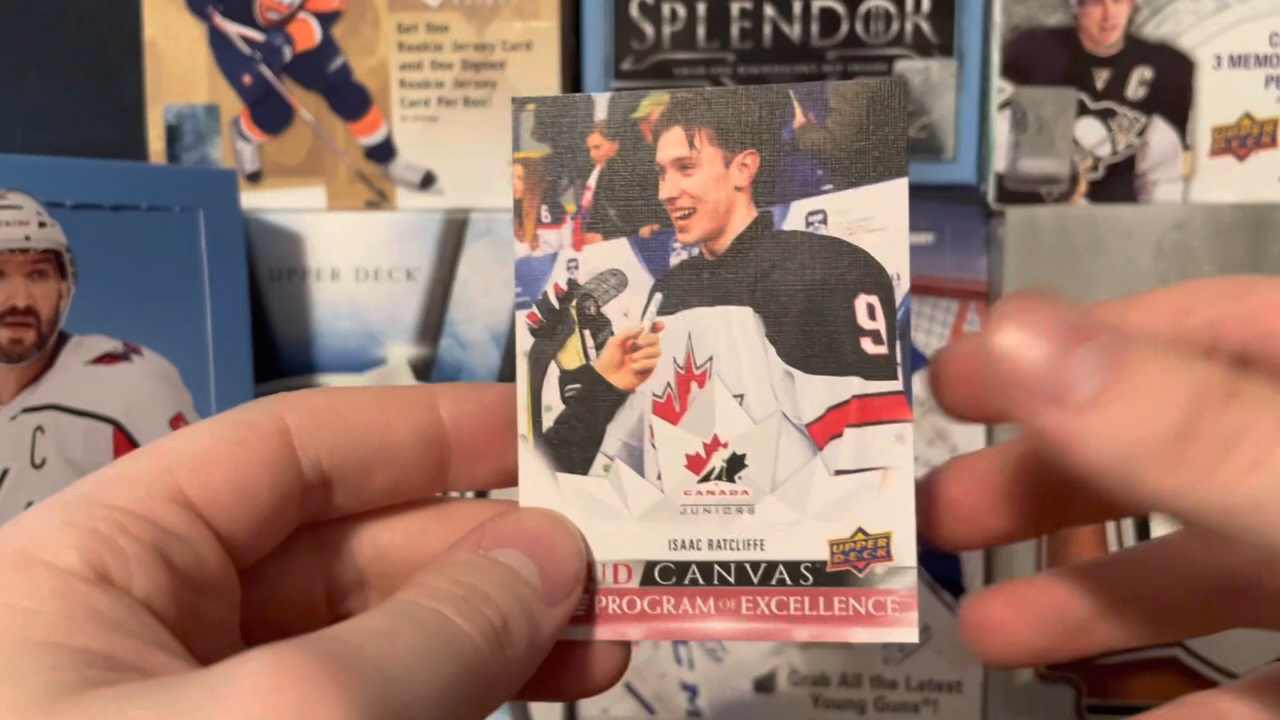 Get One
Rookie Jersey Card
and One Signed
Rookie Jersey
Card Per Box!
SPLENDOR
C
3 MEMO
P
UPPER
DECK
C
UPPER DECK
C
9
CANADA
JUNIORS
ISAAC RATCLIFFE
UPPER
DECK
UD CANVAS
PROGRAM OF EXCELLENCE
Grab All the Latest
Young Guns®!